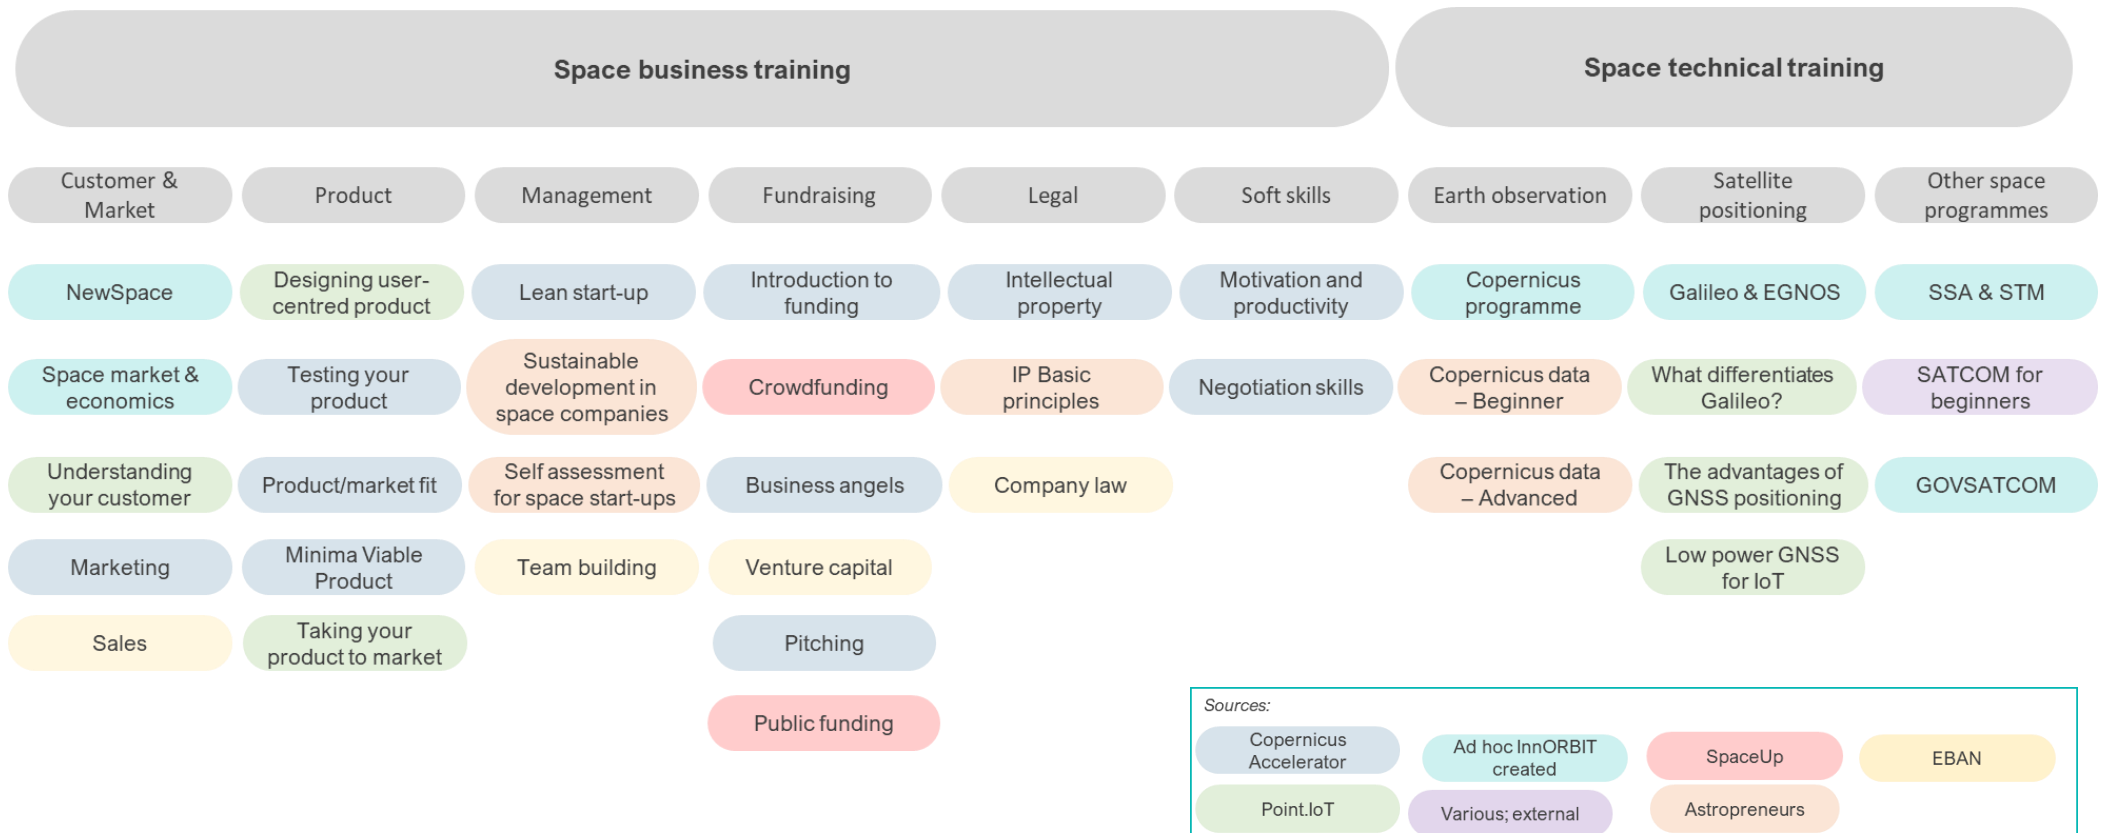 Space business training
Space technical training
Customer &
Market
Product
Management
Fundraising
Legal
Soft skills
Earth observation
Satellite
positioning
Other space
programmes
NewSpace
Designing user-
centred product
Lean start-up
Introduction to
funding
Intellectual
property
Motivation and
productivity
Copernicus
programme
Galileo & EGNOS
SSA & STM
Space market &
economics
Testing your
product
Sustainable
development in
space companies
Crowdfunding
IP Basic
principles
Negotiation skills
Copernicus data
– Beginner
What differentiates
Galileo?
SATCOM for
beginners
Understanding
your customer
Product/market fit
Self assessment
for space start-ups
Business angels
Company law
Copernicus data
– Advanced
The advantages of
GNSS positioning
GOVSATCOM
Marketing
Minima Viable
Product
Team building
Venture capital
Low power GNSS
for IoT
Sales
Taking your
product to market
Pitching
Public funding
Sources:
Copernicus
Accelerator
Ad hoc InnORBIT
created
SpaceUp
EBAN
Point.IoT
Various; external
Astropreneurs